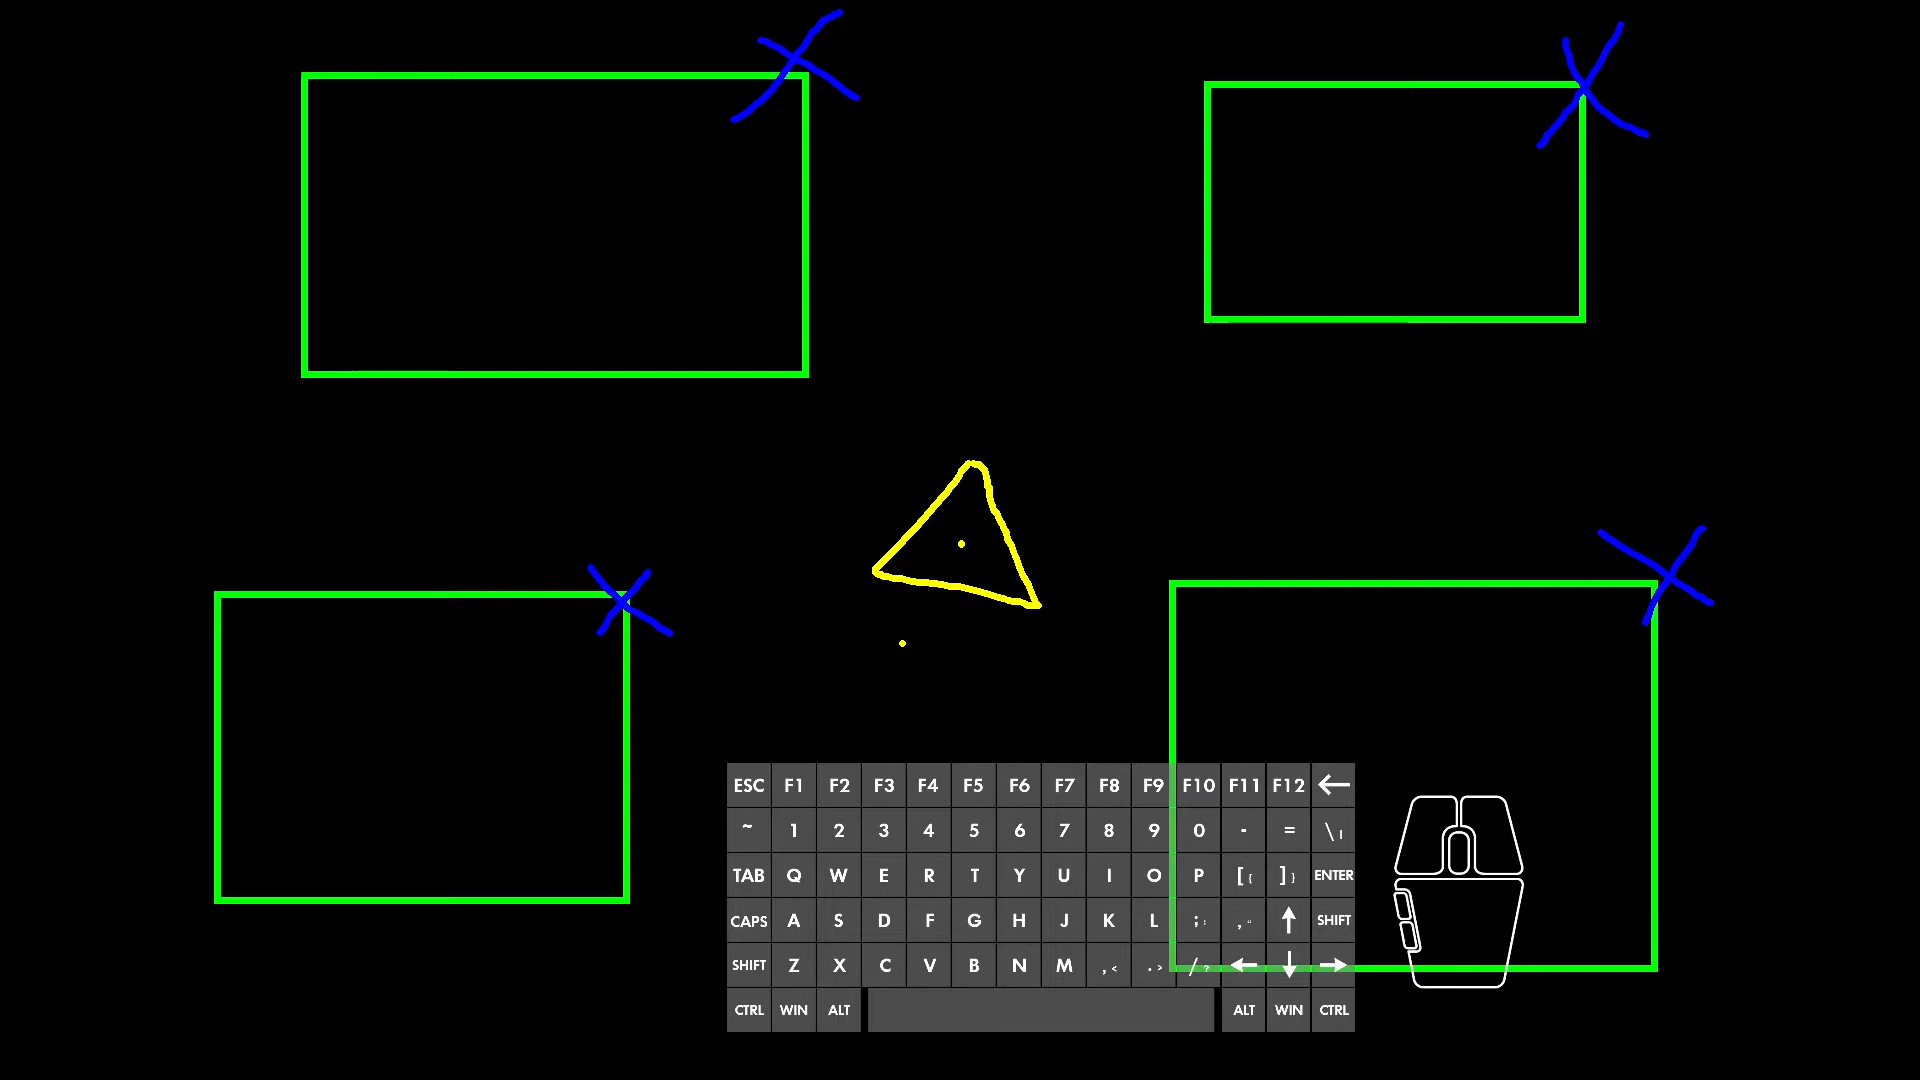 ESC F1 F2 F3 F4 F5 F6 F7 F8 F9 F10 F11 F12 ←
~ 1 2 3 4 5 6 7 8 9 0 - = \|
TAB Q W E R T Y U I O P [{ ]} ENTER
CAPS A S D F G H J K L ;: ," ↑ SHIFT
SHIFT Z X C V B N M ,< .> /? ← ↓ →
CTRL WIN ALT ALT WIN CTRL